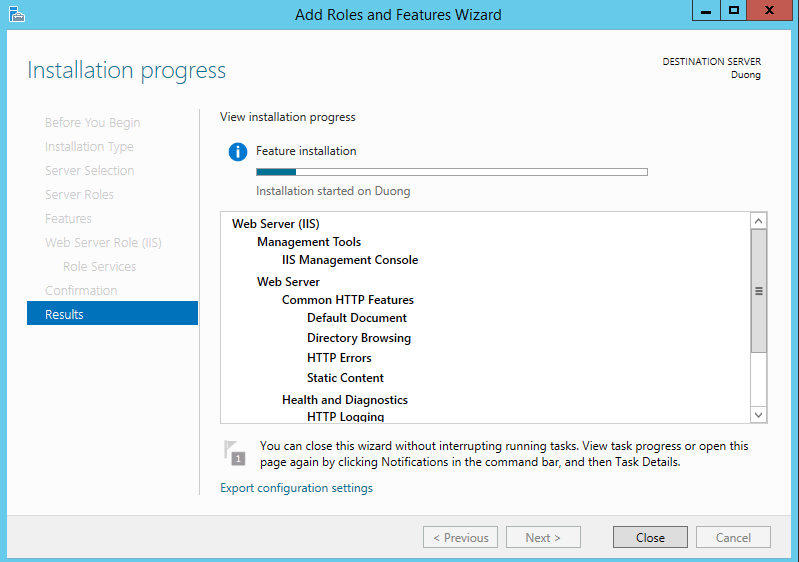 Add Roles and Features Wizard
Installation progress
DESTINATION SERVER
Duong
Before You Begin
Installation Type
Server Selection
Server Roles
Features
Web Server Role (IIS)
Role Services
Confirmation
Results
View installation progress
Feature installation
Installation started on Duong
Web Server (IIS)
Management Tools
IIS Management Console
Web Server
Common HTTP Features
Default Document
Directory Browsing
HTTP Errors
Static Content
Health and Diagnostics
HTTP Logging
1
You can close this wizard without interrupting running tasks. View task progress or open this
page again by clicking Notifications in the command bar, and then Task Details.
Export configuration settings
< Previous
Next >
Close
Cancel